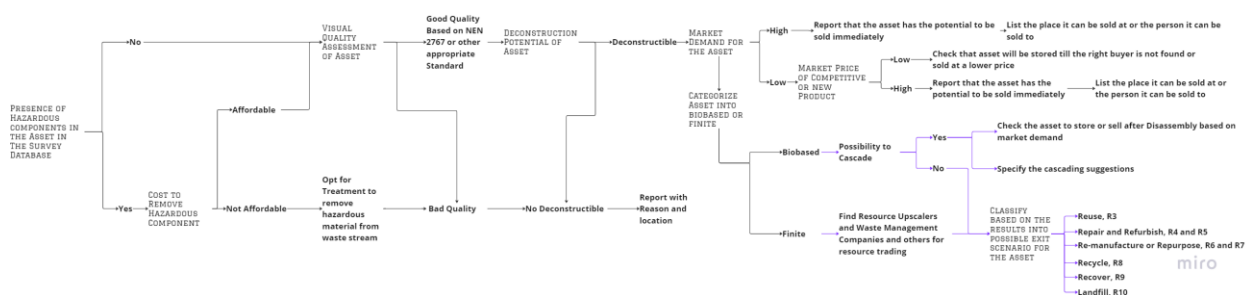 Presence of
Hazardous
components in
the Asset in
The Survey
Database
No
Yes
Cost to
Remove
Hazardous
Component
Affordable
Not Affordable
Opt for
Treatment to
remove
hazardous
material from
waste stream
Visual
Quality
Assessment
of Asset
Good Quality
Based on NEN
2767 or other
appropriate
Standard
Bad Quality
Deconstruction
Potential of
Asset
Deconstructible
No Deconstructible
Report with
Reason and
location
Market
Demand for
the Asset
High
Report that the asset has the potential to be
sold immediately
List the place it can be sold at or the person it can be
sold to
Low
Market Price
of Competitive
or new
Product
Low
Check that asset will be stored till the right buyer is not found or
sold at a lower price
High
Report that the asset has the
potential to be sold immediately
List the place it can be sold at or
the person it can be sold to
Categorize
Asset into
biobased or
finite
Biobased
Possibility to
Cascade
Yes
Check the asset to store or sell after Disassembly based on
market demand
Specify the cascading suggestions
No
Finite
Find Resource Upscalers
and Waste Management
Companies and others for
resource trading
Classify
based on the
results into
possible exit
scenario for
the asset
Reuse, R3
Repair and Refurbish, R4 and R5
Re-manufacture or Repurpose, R6 and R7
Recycle, R8
Recover, R9
Landfill, R10
miro